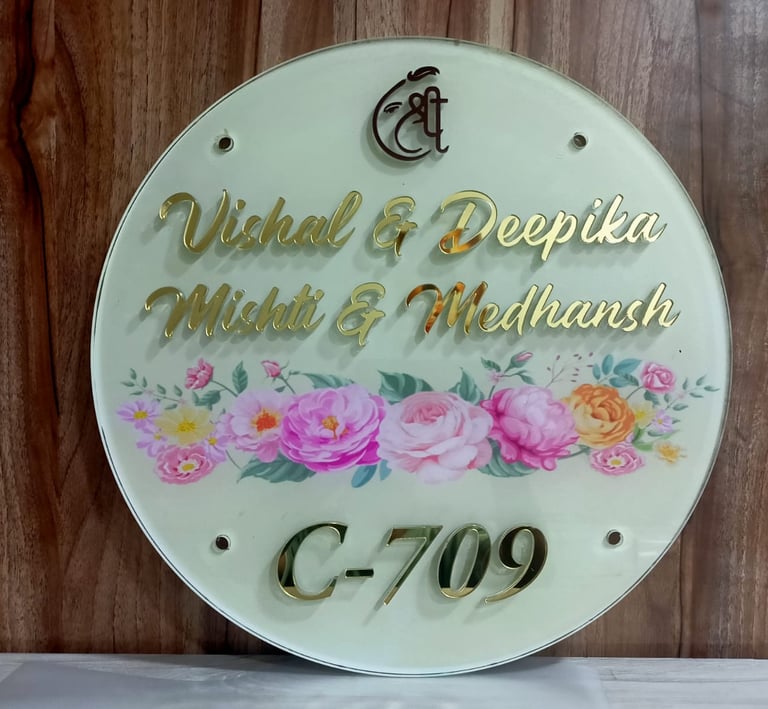 श्री
Vishal & Deepika
Mishti & Medhansh
C-709